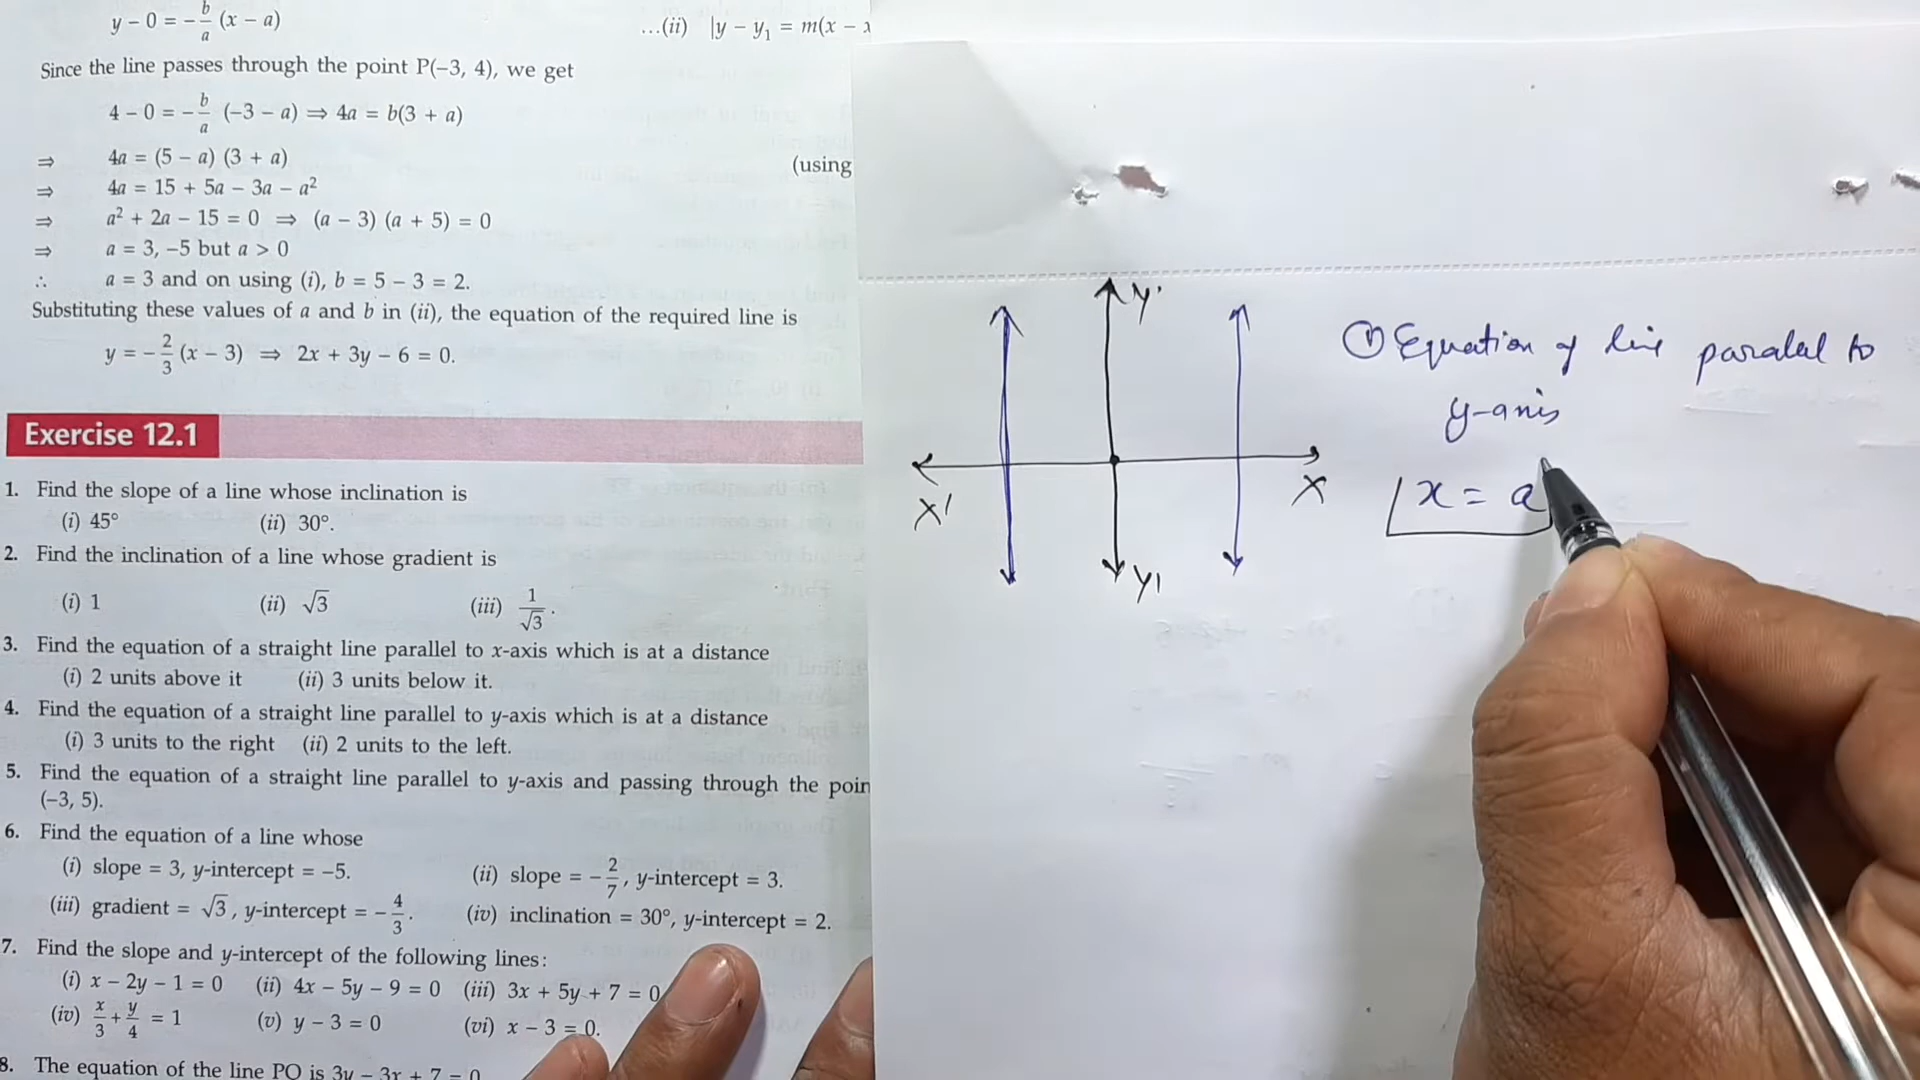 y – 0 = –b/a (x – a) ...(ii) |y – y₁ = m(x –
Since the line passes through the point P(–3, 4), we get
4 – 0 = –b/a (–3 – a) ⇒ 4a = b(3 + a)
⇒ 4a = (5 – a) (3 + a) (using
⇒ 4a = 15 + 5a – 3a – a²
⇒ a² + 2a – 15 = 0 ⇒ (a – 3) (a + 5) = 0
⇒ a = 3, –5 but a > 0
∴ a = 3 and on using (i), b = 5 – 3 = 2.
Substituting these values of a and b in (ii), the equation of the required line is
y = –2/3 (x – 3) ⇒ 2x + 3y – 6 = 0.
Exercise 12.1
1. Find the slope of a line whose inclination is
(i) 45° (ii) 30°.
2. Find the inclination of a line whose gradient is
(i) 1 (ii) √3 (iii) 1/√3.
3. Find the equation of a straight line parallel to x-axis which is at a distance
(i) 2 units above it (ii) 3 units below it.
4. Find the equation of a straight line parallel to y-axis which is at a distance
(i) 3 units to the right (ii) 2 units to the left.
5. Find the equation of a straight line parallel to y-axis and passing through the poin
(–3, 5).
6. Find the equation of a line whose
(i) slope = 3, y-intercept = –5. (ii) slope = –2/7, y-intercept = 3.
(iii) gradient = √3, y-intercept = –4/3. (iv) inclination = 30°, y-intercept = 2.
7. Find the slope and y-intercept of the following lines:
(i) x – 2y – 1 = 0 (ii) 4x – 5y – 9 = 0 (iii) 3x + 5y + 7 = 0
(iv) x/3 + y/4 = 1 (v) y – 3 = 0 (vi) x – 3 = 0.
8. The equation of the line PQ is 3y – 3x + 7 = 0
y'
X' X
y1
① Equation of line paralel to
y-axis
x = a